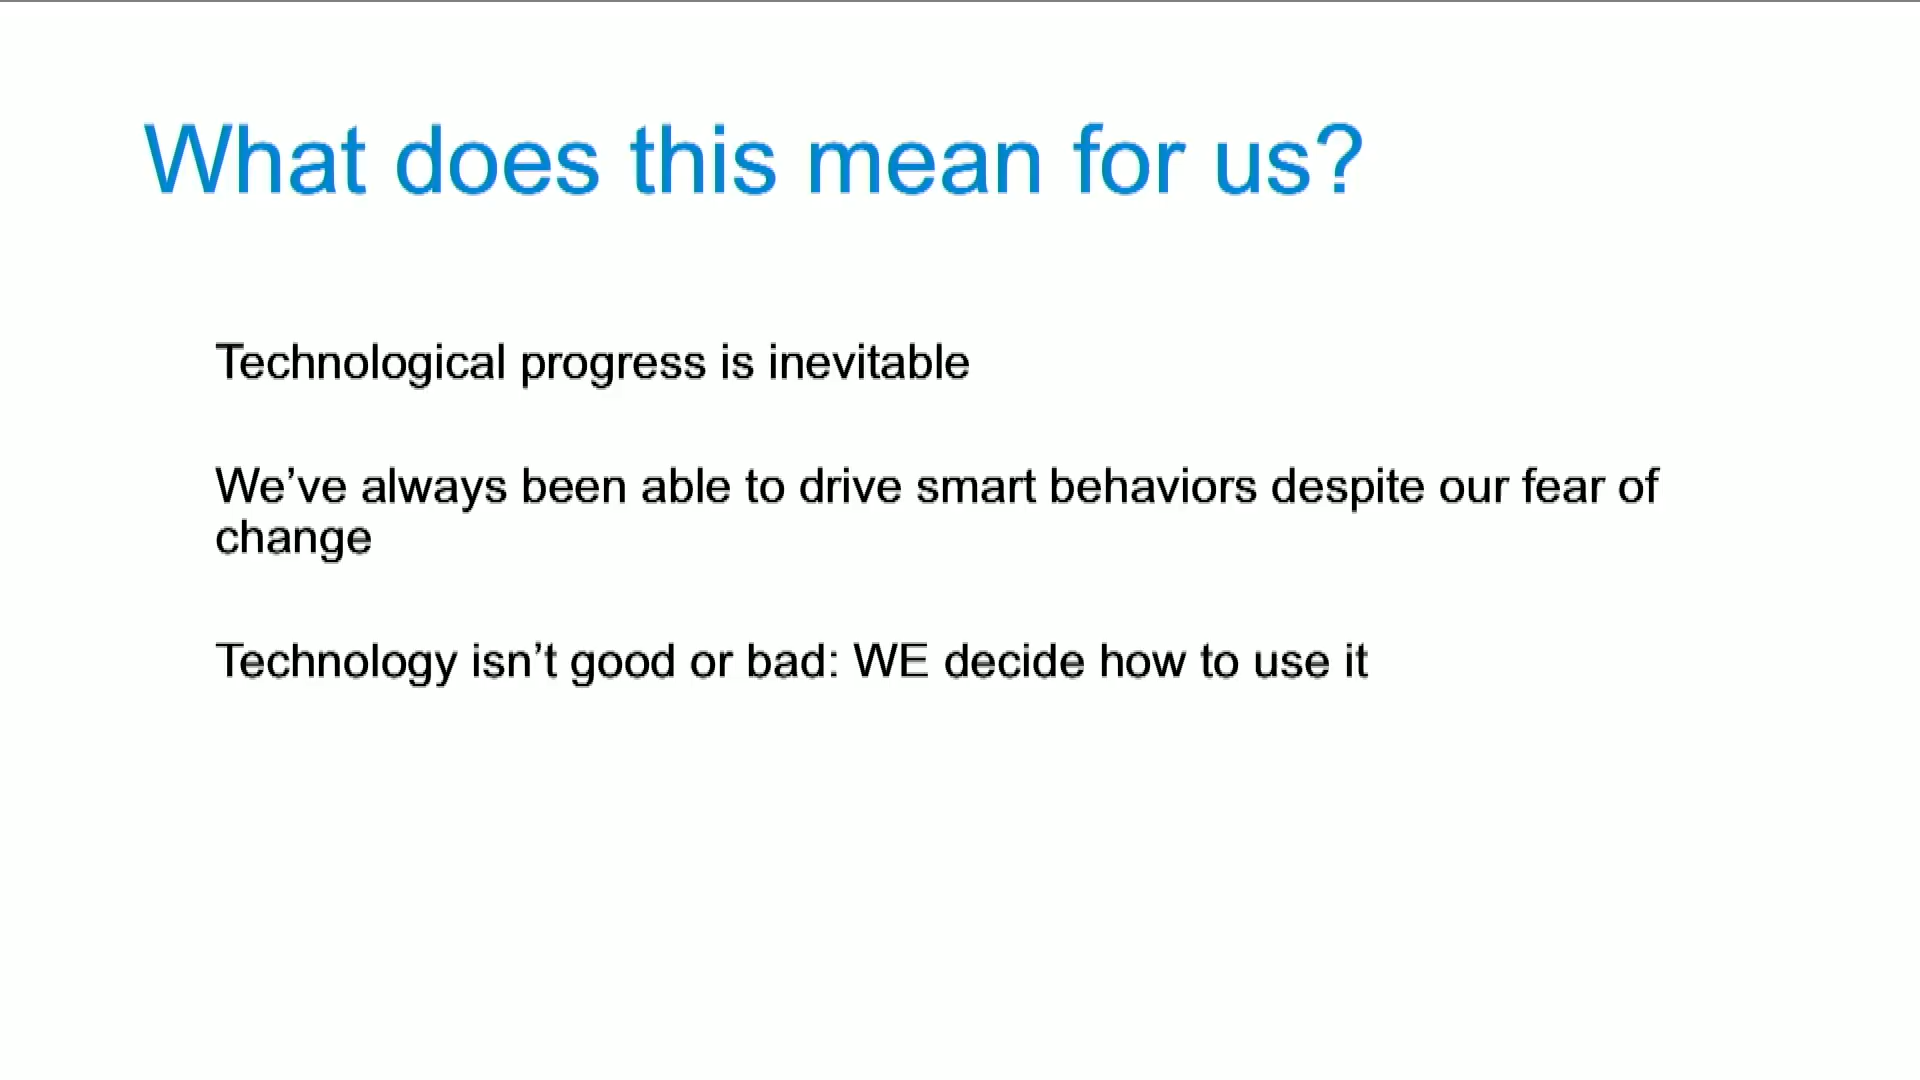 What does this mean for us?
Technological progress is inevitable
We’ve always been able to drive smart behaviors despite our fear of
change
Technology isn’t good or bad: WE decide how to use it